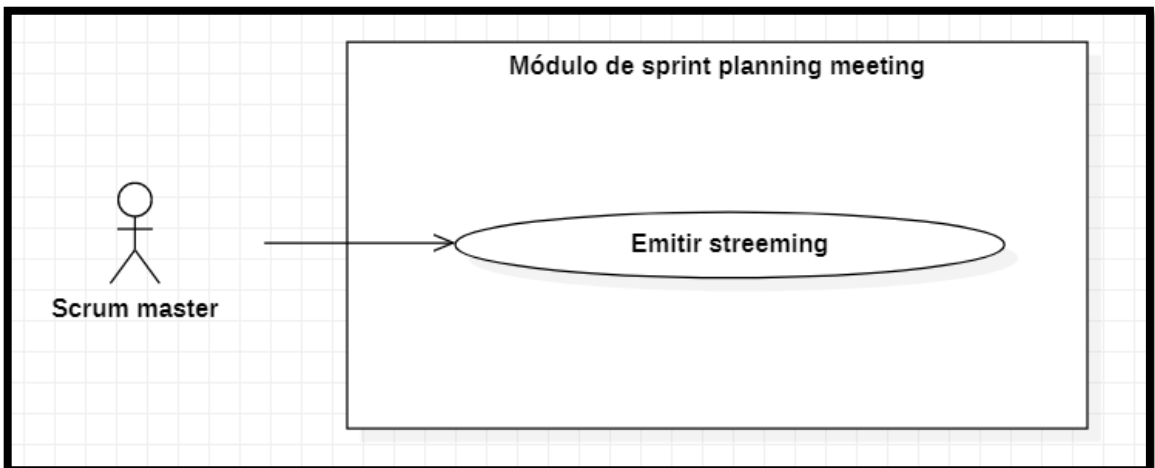 Módulo de sprint planning meeting
Emitir streeming
Scrum master